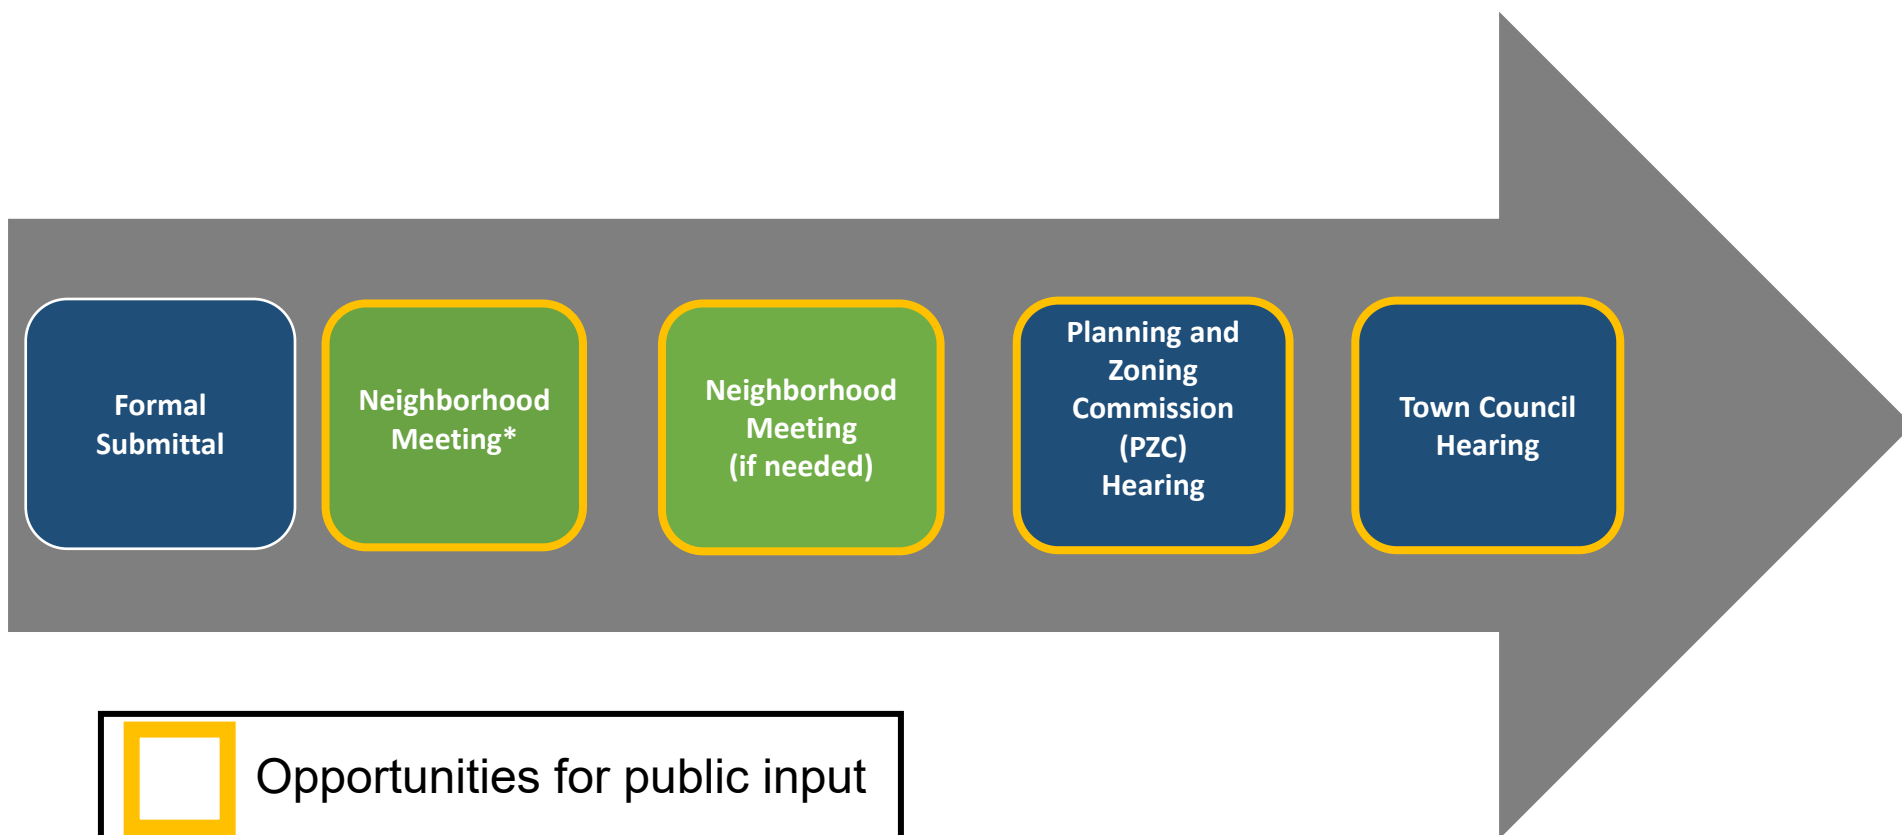 Formal
Submittal
Neighborhood
Meeting*
Neighborhood
Meeting
(if needed)
Planning and
Zoning
Commission
(PZC)
Hearing
Town Council
Hearing
Opportunities for public input